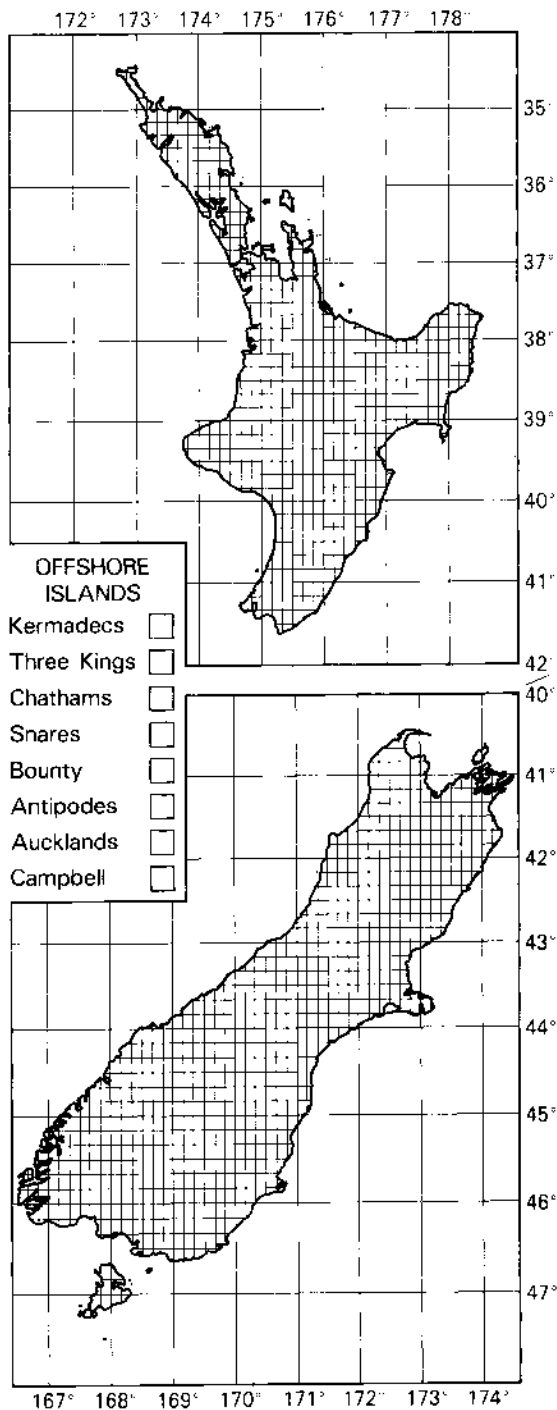 172° 173° 174° 175° 176° 177° 178°
35°
36°
37°
38°
39°
40°
41°
42°
OFFSHORE
ISLANDS
Kermadecs
Three Kings
Chathams
Snares
Bounty
Antipodes
Aucklands
Campbell
40°
41°
42°
43°
44°
45°
46°
47°
167° 168° 169° 170° 171° 172° 173° 174°